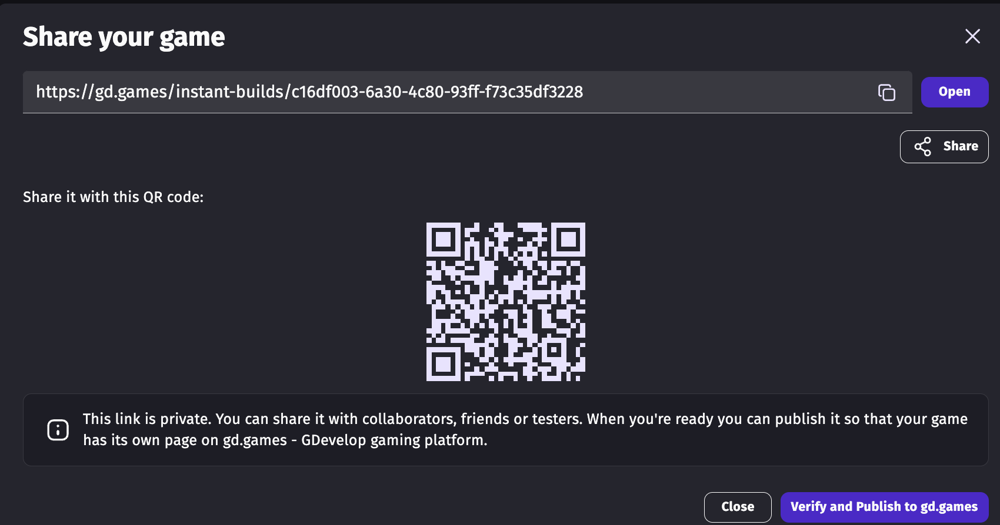 Share your game
https://gd.games/instant-builds/c16df003-6a30-4c80-93ff-f73c35df3228
Open
Share
Share it with this QR code:
This link is private. You can share it with collaborators, friends or testers. When you're ready you can publish it so that your game
has its own page on gd.games - GDevelop gaming platform.
Close
Verify and Publish to gd.games